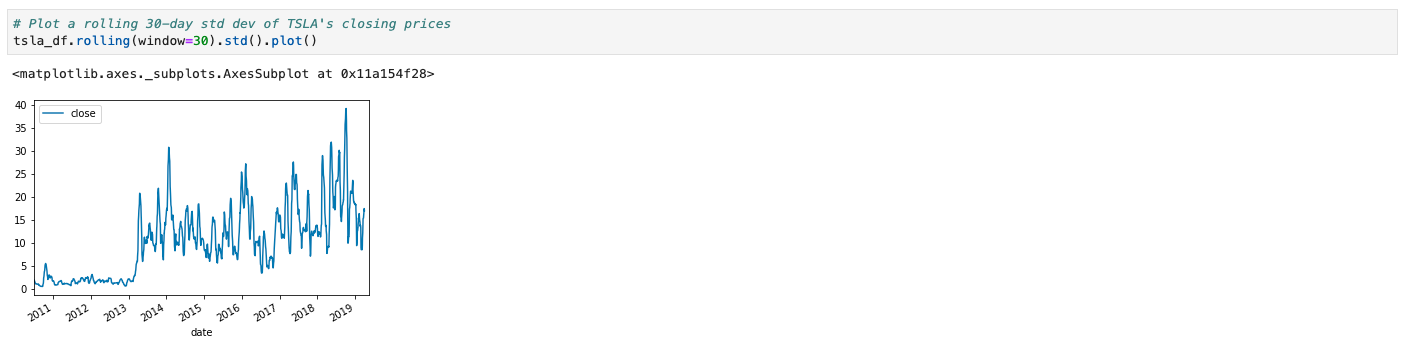 # Plot a rolling 30-day std dev of TSLA's closing prices
tsla_df.rolling(window=30).std().plot()
<matplotlib.axes._subplots.AxesSubplot at 0x11a154f28>
40
close
35
30
25
20
15
10
5
0
2011 2012 2013 2014 2015 2016 2017 2018 2019
date